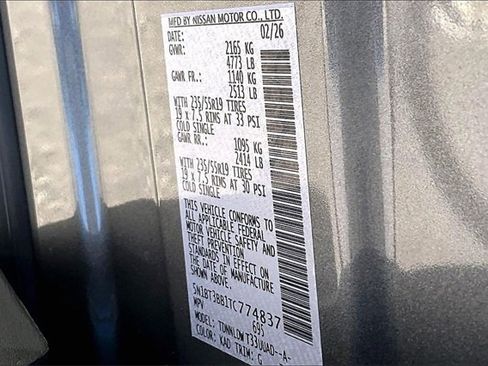 MFD BY NISSAN MOTOR CO., LTD.
DATE: 02/26
GVWR: 2165 KG
4773 LB
GAWR FR.: 1140 KG
2513 LB
WITH 235/55R19 TIRES
19 x 7.5 RIMS AT 33 PSI
COLD SINGLE
GAWR RR.: 1095 KG
2414 LB
WITH 235/55R19 TIRES
19 x 7.5 RIMS AT 30 PSI
COLD SINGLE
THIS VEHICLE CONFORMS TO
ALL APPLICABLE FEDERAL
MOTOR VEHICLE SAFETY AND
THEFT PREVENTION
STANDARDS IN EFFECT ON
THE DATE OF MANUFACTURE
SHOWN ABOVE.
5N1BT3BB1TC774837
MPV 695
MODEL: 
COLOR: KAD TRIM: G